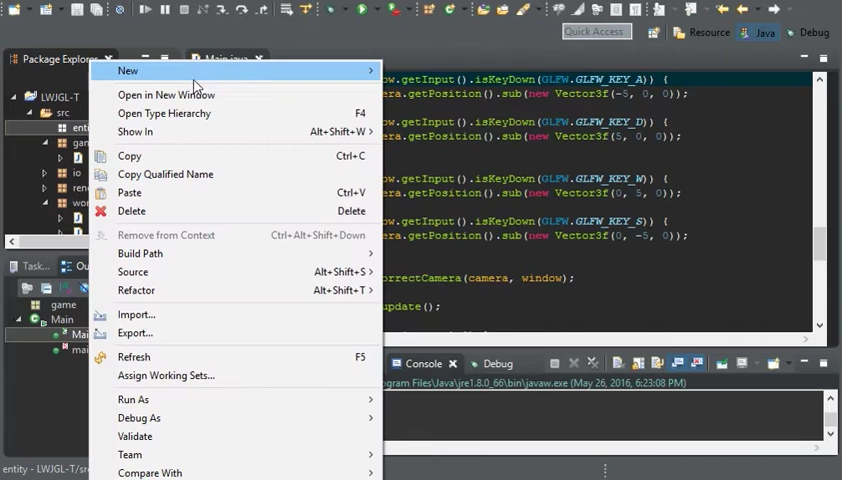 Quick Access
Resource
Java
Debug
Package Explorer
Main.java
LWJGL-T
src
io
New
Open in New Window
Open Type Hierarchy F4
Show In Alt+Shift+W
Copy Ctrl+C
Copy Qualified Name
Paste Ctrl+V
Delete Delete
Remove from Context Ctrl+Alt+Shift+Down
Build Path
Source Alt+Shift+S
Refactor Alt+Shift+T
Import...
Export...
Refresh F5
Assign Working Sets...
Run As
Debug As
Validate
Team
Compare With
ow.getInput().isKeyDown(GLFW.GLFW_KEY_A)) {
era.getPosition().sub(new Vector3f(-5, 0, 0));
ow.getInput().isKeyDown(GLFW.GLFW_KEY_D)) {
era.getPosition().sub(new Vector3f(5, 0, 0));
ow.getInput().isKeyDown(GLFW.GLFW_KEY_W)) {
era.getPosition().sub(new Vector3f(0, 5, 0));
ow.getInput().isKeyDown(GLFW.GLFW_KEY_S)) {
era.getPosition().sub(new Vector3f(0, -5, 0));
orrectCamera(camera, window);
update();
Task...
Ou
game
Main
Mai
mai
Console
Debug
ogram Files\Java\jre1.8.0_66\bin\javaw.exe (May 26, 2016, 6:23:08 PM)
entity - LWJGL-T/src